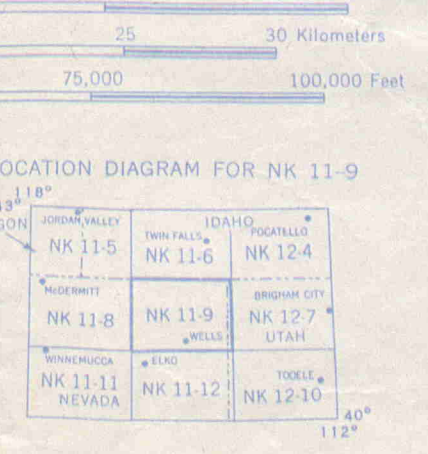 25 30 Kilometers
75,000 100,000 Feet
OCATION DIAGRAM FOR NK 11-9
118°
3°
GON JORDAN VALLEY IDAHO
TWIN FALLS POCATELLO
NK 11-5 NK 11-6 NK 12-4
McDERMITT BRIGHAM CITY
NK 11-8 NK 11-9 NK 12-7
WELLS UTAH
WINNEMUCCA ELKO TOOELE
NK 11-11 NK 11-12 NK 12-10
NEVADA
40°
112°